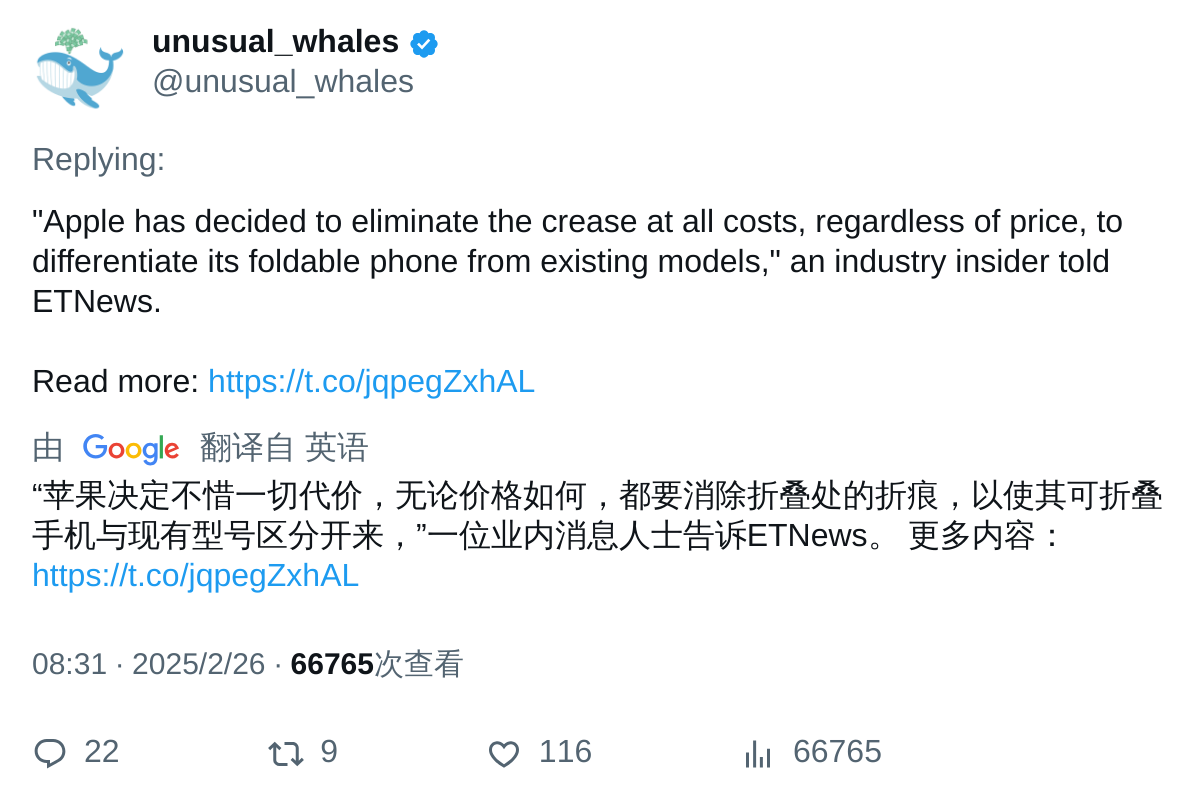 unusual_whales
@unusual_whales
Replying:
"Apple has decided to eliminate the crease at all costs, regardless of price, to
differentiate its foldable phone from existing models," an industry insider told
ETNews.
Read more: https://t.co/jqpegZxhAL
由 Google 翻译自 英语
“苹果决定不惜一切代价，无论价格如何，都要消除折叠处的折痕，以使其可折叠
手机与现有型号区分开来，”一位业内消息人士告诉ETNews。 更多内容：
https://t.co/jqpegZxhAL
08:31 · 2025/2/26 · 66765次查看
22 9 116 66765